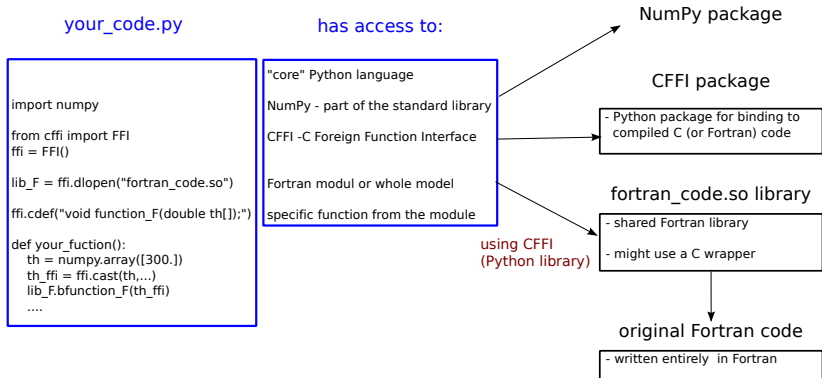 your_code.py
import numpy
from cffi import FFI
ffi = FFI()
lib_F = ffi.dlopen("fortran_code.so")
ffi.cdef("void function_F(double th[]);")
def your_fuction():
th = numpy.array([300.])
th_ffi = ffi.cast(th,...)
lib_F.bfunction_F(th_ffi)
....
has access to:
"core" Python language
NumPy - part of the standard library
CFFI -C Foreign Function Interface
Fortran modul or whole model
specific function from the module
using CFFI
(Python library)
NumPy package
CFFI package
- Python package for binding to
compiled C (or Fortran) code
fortran_code.so library
- shared Fortran library
- might use a C wrapper
original Fortran code
- written entirely in Fortran